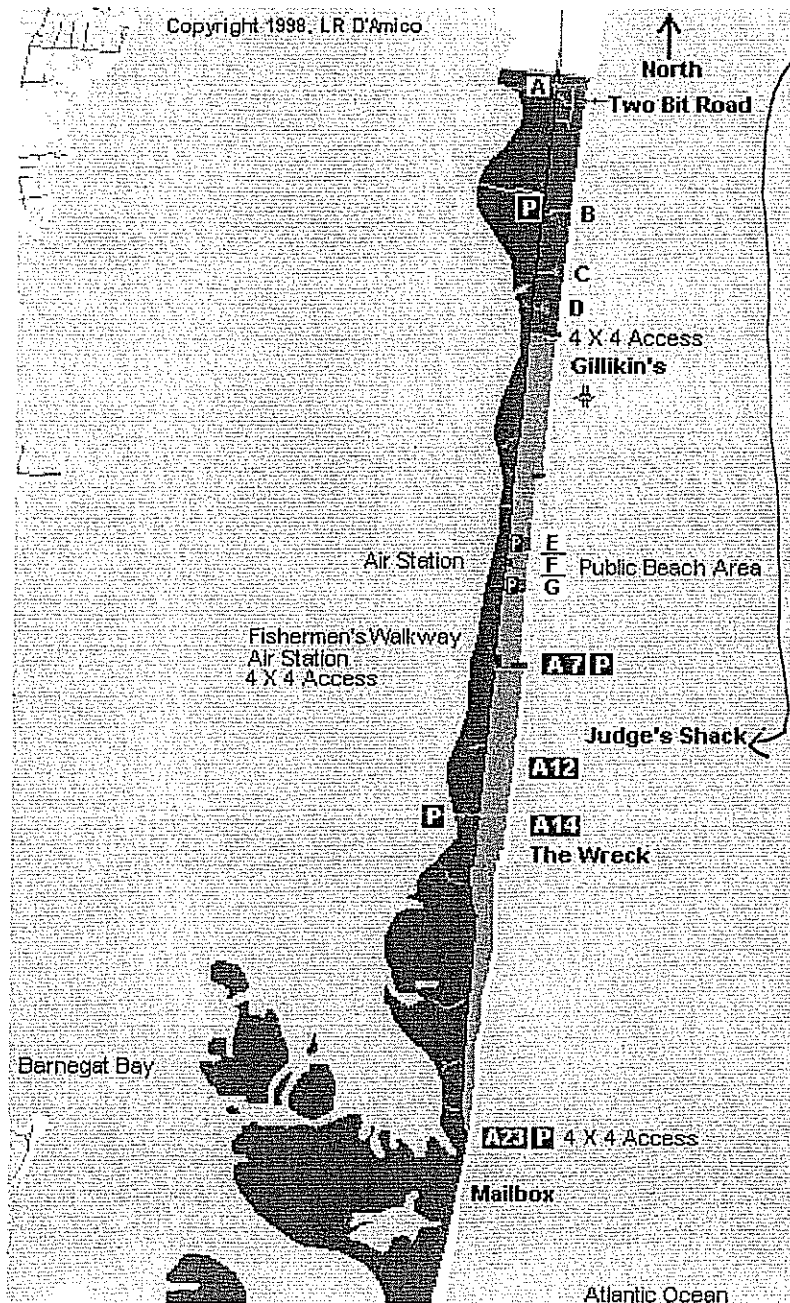 Copyright 1998, LR D'Amico
North
A
Two Bit Road
P
B
C
D
4 X 4 Access
Gillikin's
P E
Air Station
F
Public Beach Area
P G
Fishermen's Walkway
Air Station
4 X 4 Access
A7 P
Judge's Shack
A12
P
A14
The Wreck
Barnegat Bay
A23 P 4 X 4 Access
Mailbox
Atlantic Ocean